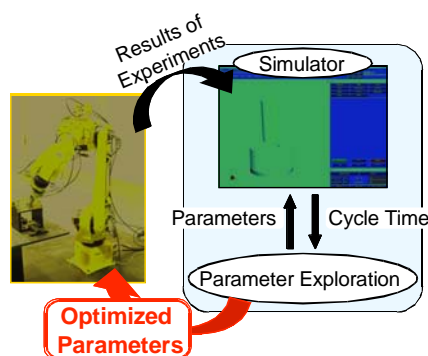 Results of
Experiments
Simulator
Parameters
Cycle Time
Parameter Exploration
Optimized
Parameters